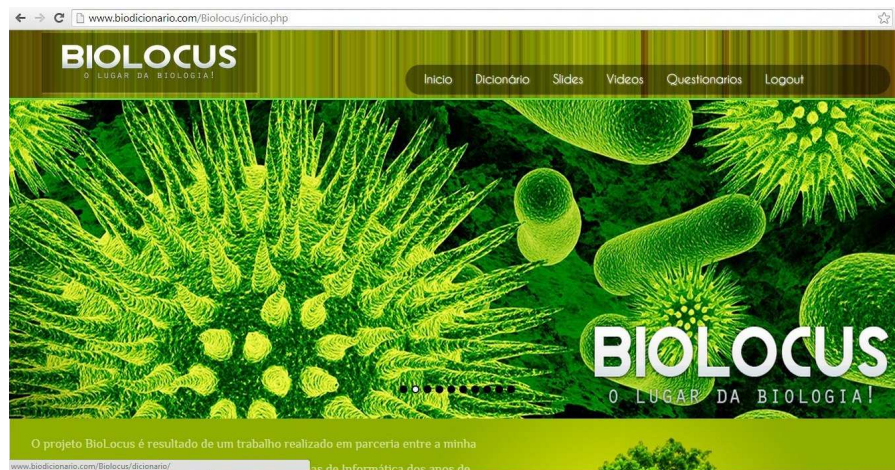 www.biodicionario.com/Biolocus/inicio.php
BIOLOCUS
O LUGAR DA BIOLOGIA!
Inicio Dicionário Slides Videos Questionarios Logout
BIOLOCUS
O LUGAR DA BIOLOGIA!
O projeto BioLocus é resultado de um trabalho realizado em parceria entre a minha
de Informática dos anos de
www.biodicionario.com/Biolocus/dicionario/